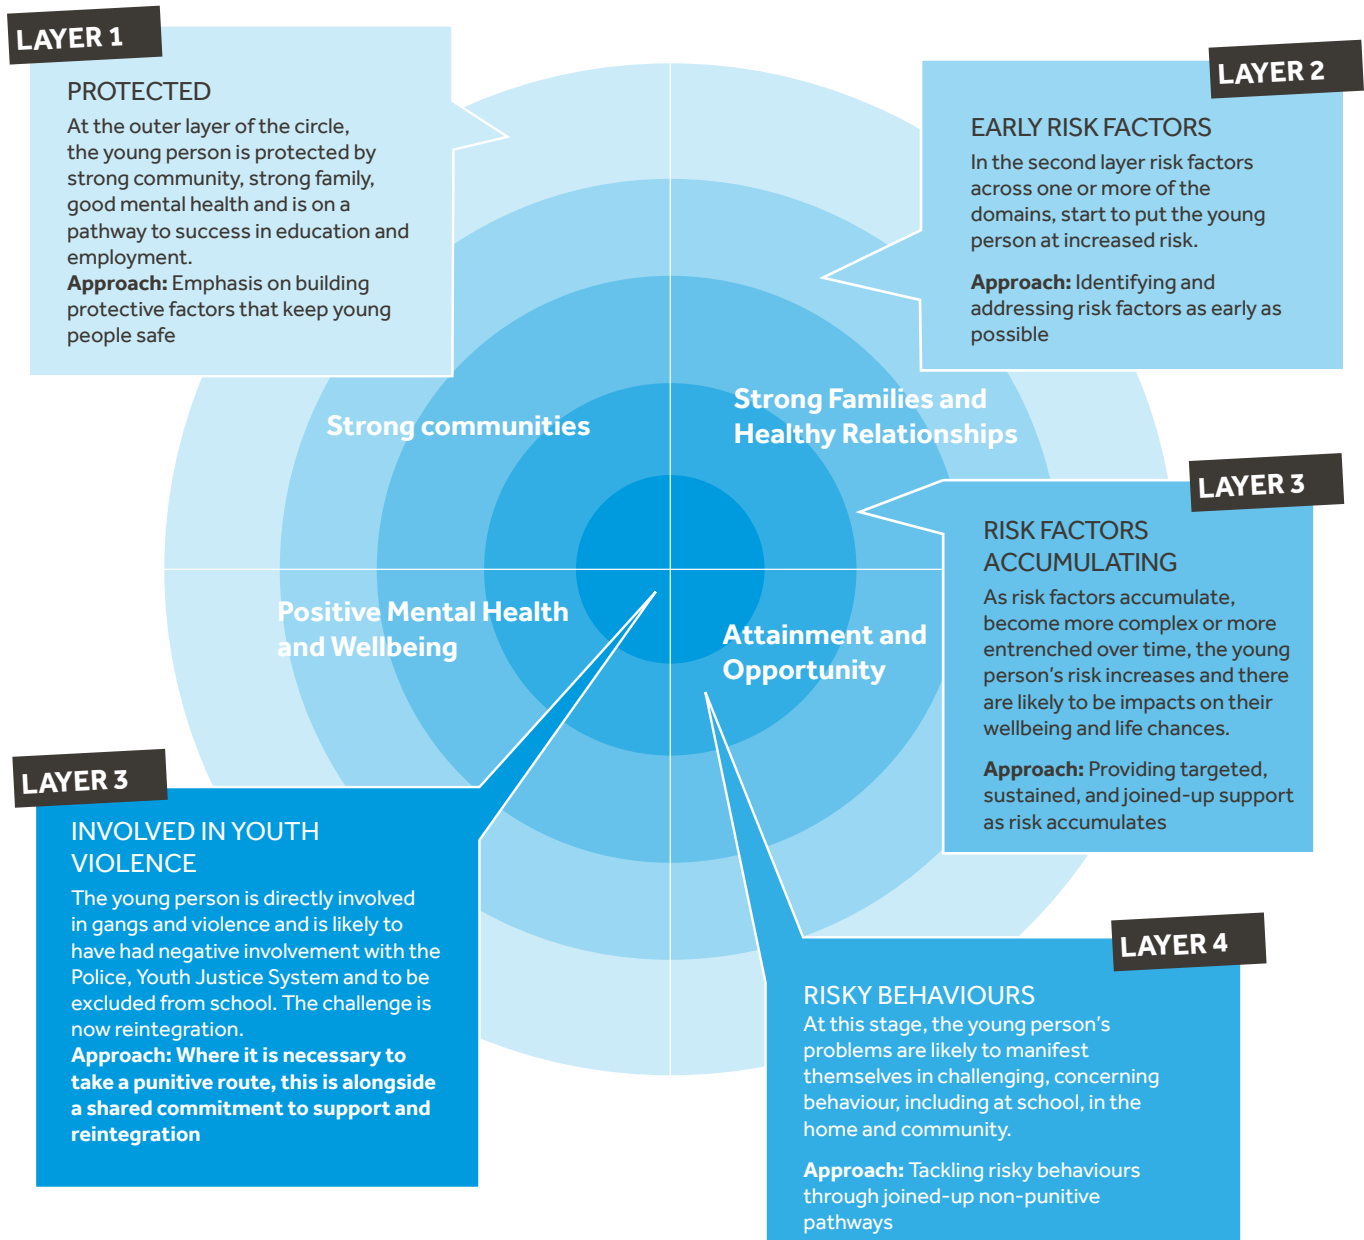 LAYER 1
PROTECTED
At the outer layer of the circle,
the young person is protected by
strong community, strong family,
good mental health and is on a
pathway to success in education and
employment.
Approach: Emphasis on building
protective factors that keep young
people safe
LAYER 2
EARLY RISK FACTORS
In the second layer risk factors
across one or more of the
domains, start to put the young
person at increased risk.
Approach: Identifying and
addressing risk factors as early as
possible
Strong communities
Strong Families and
Healthy Relationships
Positive Mental Health
and Wellbeing
Attainment and
Opportunity
LAYER 3
RISK FACTORS
ACCUMULATING
As risk factors accumulate,
become more complex or more
entrenched over time, the young
person's risk increases and there
are likely to be impacts on their
wellbeing and life chances.
Approach: Providing targeted,
sustained, and joined-up support
as risk accumulates
LAYER 3
INVOLVED IN YOUTH
VIOLENCE
The young person is directly involved
in gangs and violence and is likely to
have had negative involvement with the
Police, Youth Justice System and to be
excluded from school. The challenge is
now reintegration.
Approach: Where it is necessary to
take a punitive route, this is alongside
a shared commitment to support and
reintegration
LAYER 4
RISKY BEHAVIOURS
At this stage, the young person's
problems are likely to manifest
themselves in challenging, concerning
behaviour, including at school, in the
home and community.
Approach: Tackling risky behaviours
through joined-up non-punitive
pathways